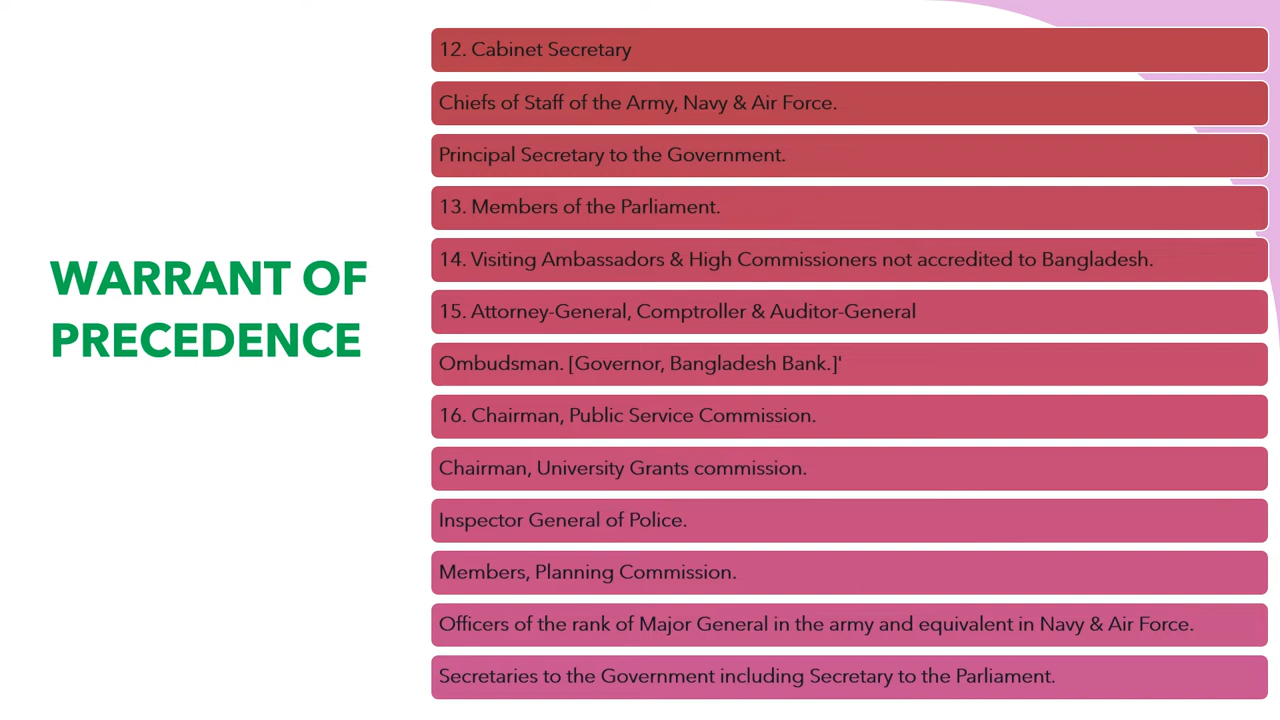 WARRANT OF
PRECEDENCE
12. Cabinet Secretary
Chiefs of Staff of the Army, Navy & Air Force.
Principal Secretary to the Government.
13. Members of the Parliament.
14. Visiting Ambassadors & High Commissioners not accredited to Bangladesh.
15. Attorney-General, Comptroller & Auditor-General
Ombudsman. [Governor, Bangladesh Bank.]'
16. Chairman, Public Service Commission.
Chairman, University Grants commission.
Inspector General of Police.
Members, Planning Commission.
Officers of the rank of Major General in the army and equivalent in Navy & Air Force.
Secretaries to the Government including Secretary to the Parliament.